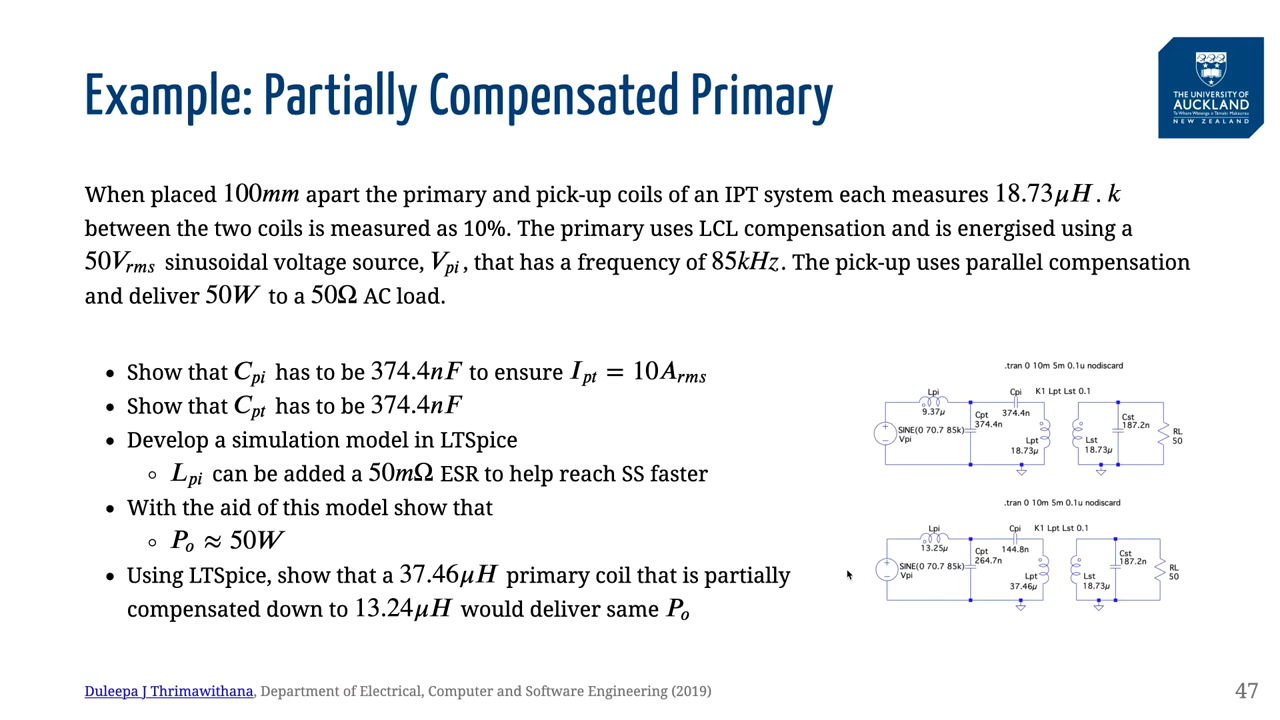 Example: Partially Compensated Primary
THE UNIVERSITY OF
AUCKLAND
Te Whare Wānanga o Tāmaki Makaurau
NEW ZEALAND
When placed 100mm apart the primary and pick-up coils of an IPT system each measures 18.73μH. k
between the two coils is measured as 10%. The primary uses LCL compensation and is energised using a
50Vrms sinusoidal voltage source, Vpi, that has a frequency of 85kHz. The pick-up uses parallel compensation
and deliver 50W to a 50Ω AC load.
• Show that Cpi has to be 374.4nF to ensure Ipt = 10Arms
• Show that Cpt has to be 374.4nF
• Develop a simulation model in LTSpice
◦ Lpi can be added a 50mΩ ESR to help reach SS faster
• With the aid of this model show that
◦ Po ≈ 50W
• Using LTSpice, show that a 37.46μH primary coil that is partially
compensated down to 13.24μH would deliver same Po
.tran 0 10m 5m 0.1u nodiscard
Lpi
9.37μ
Cpi
374.4n
K1 Lpt Lst 0.1
SINE(0 70.7 85k)
Vpi
Cpt
374.4n
Lpt
18.73μ
Lst
18.73μ
Cst
187.2n
RL
50
.tran 0 10m 5m 0.1u nodiscard
Lpi
13.25μ
Cpi
144.8n
K1 Lpt Lst 0.1
SINE(0 70.7 85k)
Vpi
Cpt
264.7n
Lpt
37.46μ
Lst
18.73μ
Cst
187.2n
RL
50
Duleepa J Thrimawithana, Department of Electrical, Computer and Software Engineering (2019)
47